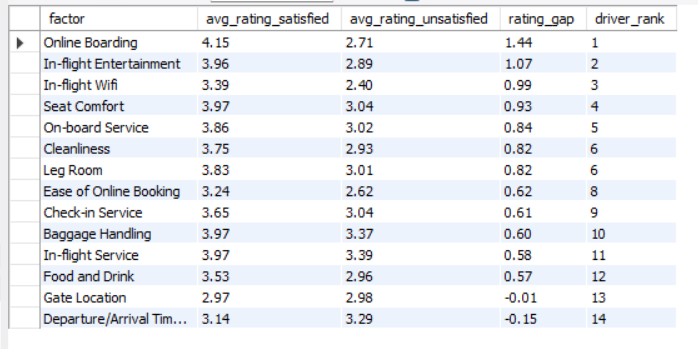 factor avg_rating_satisfied avg_rating_unsatisfied rating_gap driver_rank
Online Boarding 4.15 2.71 1.44 1
In-flight Entertainment 3.96 2.89 1.07 2
In-flight Wifi 3.39 2.40 0.99 3
Seat Comfort 3.97 3.04 0.93 4
On-board Service 3.86 3.02 0.84 5
Cleanliness 3.75 2.93 0.82 6
Leg Room 3.83 3.01 0.82 6
Ease of Online Booking 3.24 2.62 0.62 8
Check-in Service 3.65 3.04 0.61 9
Baggage Handling 3.97 3.37 0.60 10
In-flight Service 3.97 3.39 0.58 11
Food and Drink 3.53 2.96 0.57 12
Gate Location 2.97 2.98 -0.01 13
Departure/Arrival Tim... 3.14 3.29 -0.15 14